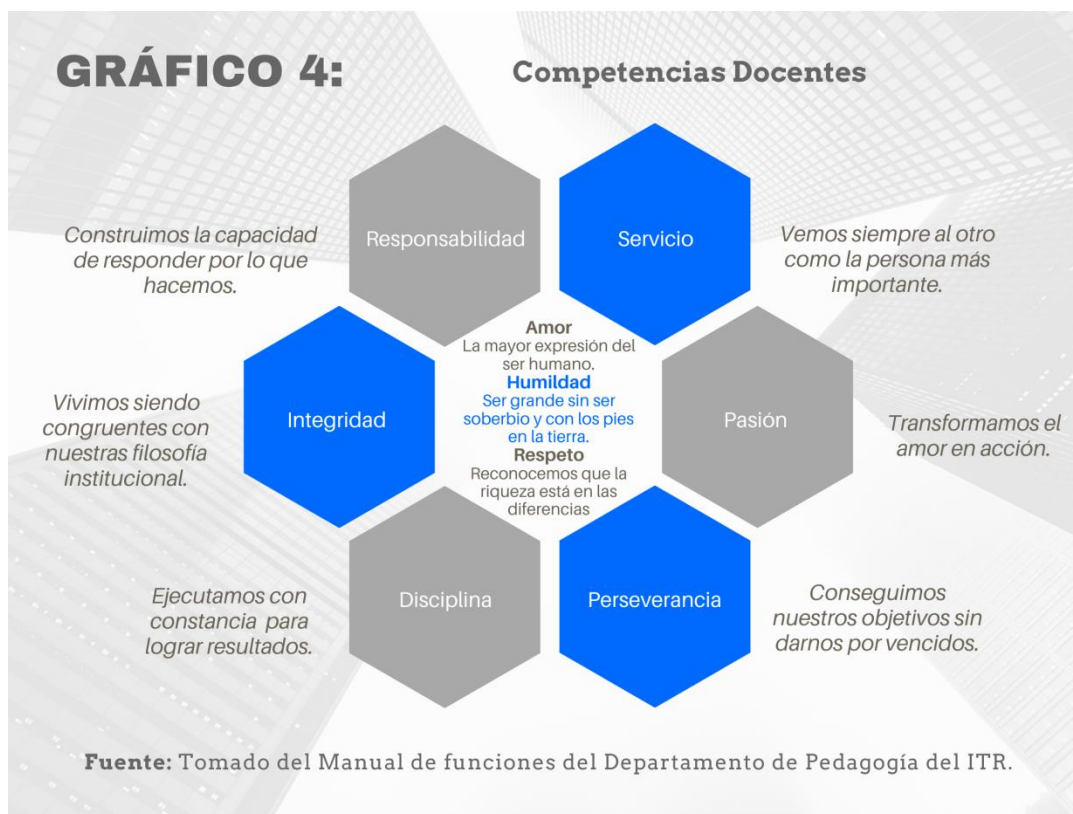 GRÁFICO 4:
Competencias Docentes
Responsabilidad
Construimos la capacidad
de responder por lo que
hacemos.
Servicio
Vemos siempre al otro
como la persona más
importante.
Amor
La mayor expresión del
ser humano.
Humildad
Ser grande sin ser
soberbio y con los pies
en la tierra.
Respeto
Reconocemos que la
riqueza está en las
diferencias
Integridad
Vivimos siendo
congruentes con
nuestras filosofía
institucional.
Pasión
Transformamos el
amor en acción.
Disciplina
Ejecutamos con
constancia para
lograr resultados.
Perseverancia
Conseguimos
nuestros objetivos sin
darnos por vencidos.
Fuente: Tomado del Manual de funciones del Departamento de Pedagogía del ITR.